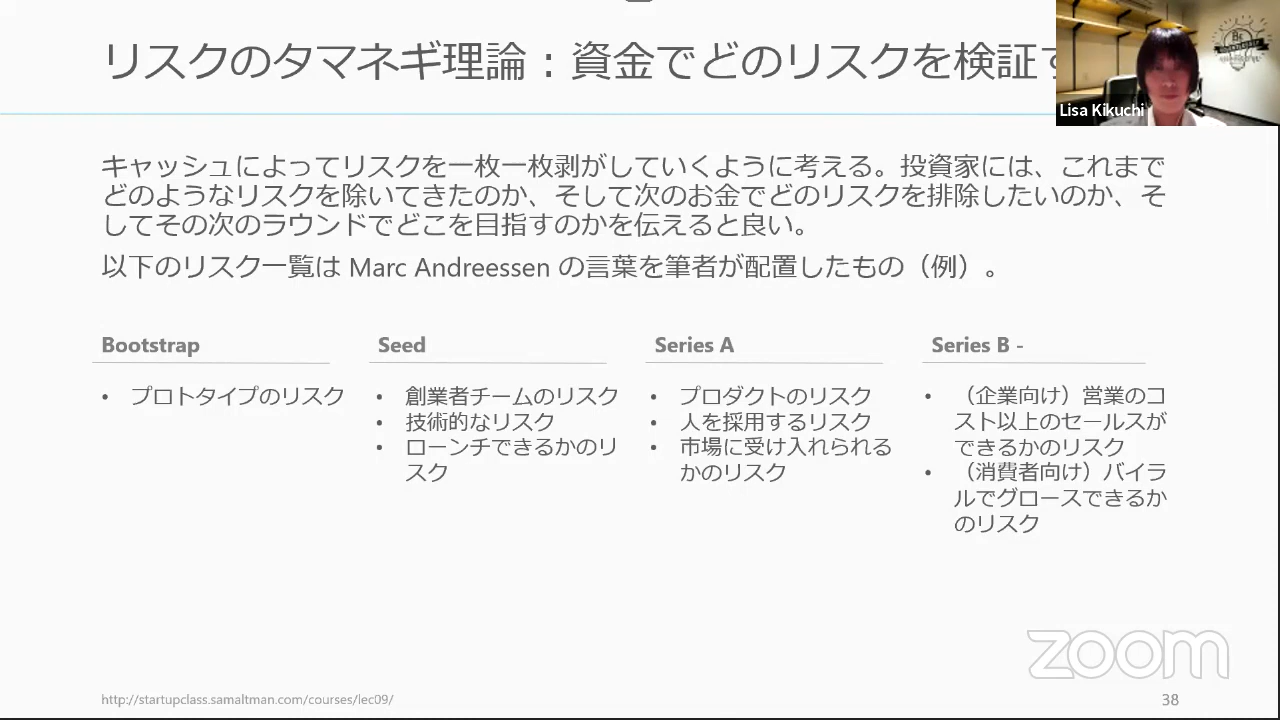 リスクのタマネギ理論：資金でどのリスクを検証す
Lisa Kikuchi
キャッシュによってリスクを一枚一枚剥がしていくように考える。投資家には、これまで
どのようなリスクを除いてきたのか、そして次のお金でどのリスクを排除したいのか、そ
してその次のラウンドでどこを目指すのかを伝えると良い。
以下のリスク一覧は Marc Andreessen の言葉を筆者が配置したもの（例）。
Bootstrap
• プロトタイプのリスク
Seed
• 創業者チームのリスク
• 技術的なリスク
• ローンチできるかのリ
スク
Series A
• プロダクトのリスク
• 人を採用するリスク
• 市場に受け入れられる
かのリスク
Series B -
• （企業向け）営業のコ
スト以上のセールスが
できるかのリスク
• （消費者向け）バイラ
ルでグロースできるか
のリスク
zoom
http://startupclass.samaltman.com/courses/lec09/
38